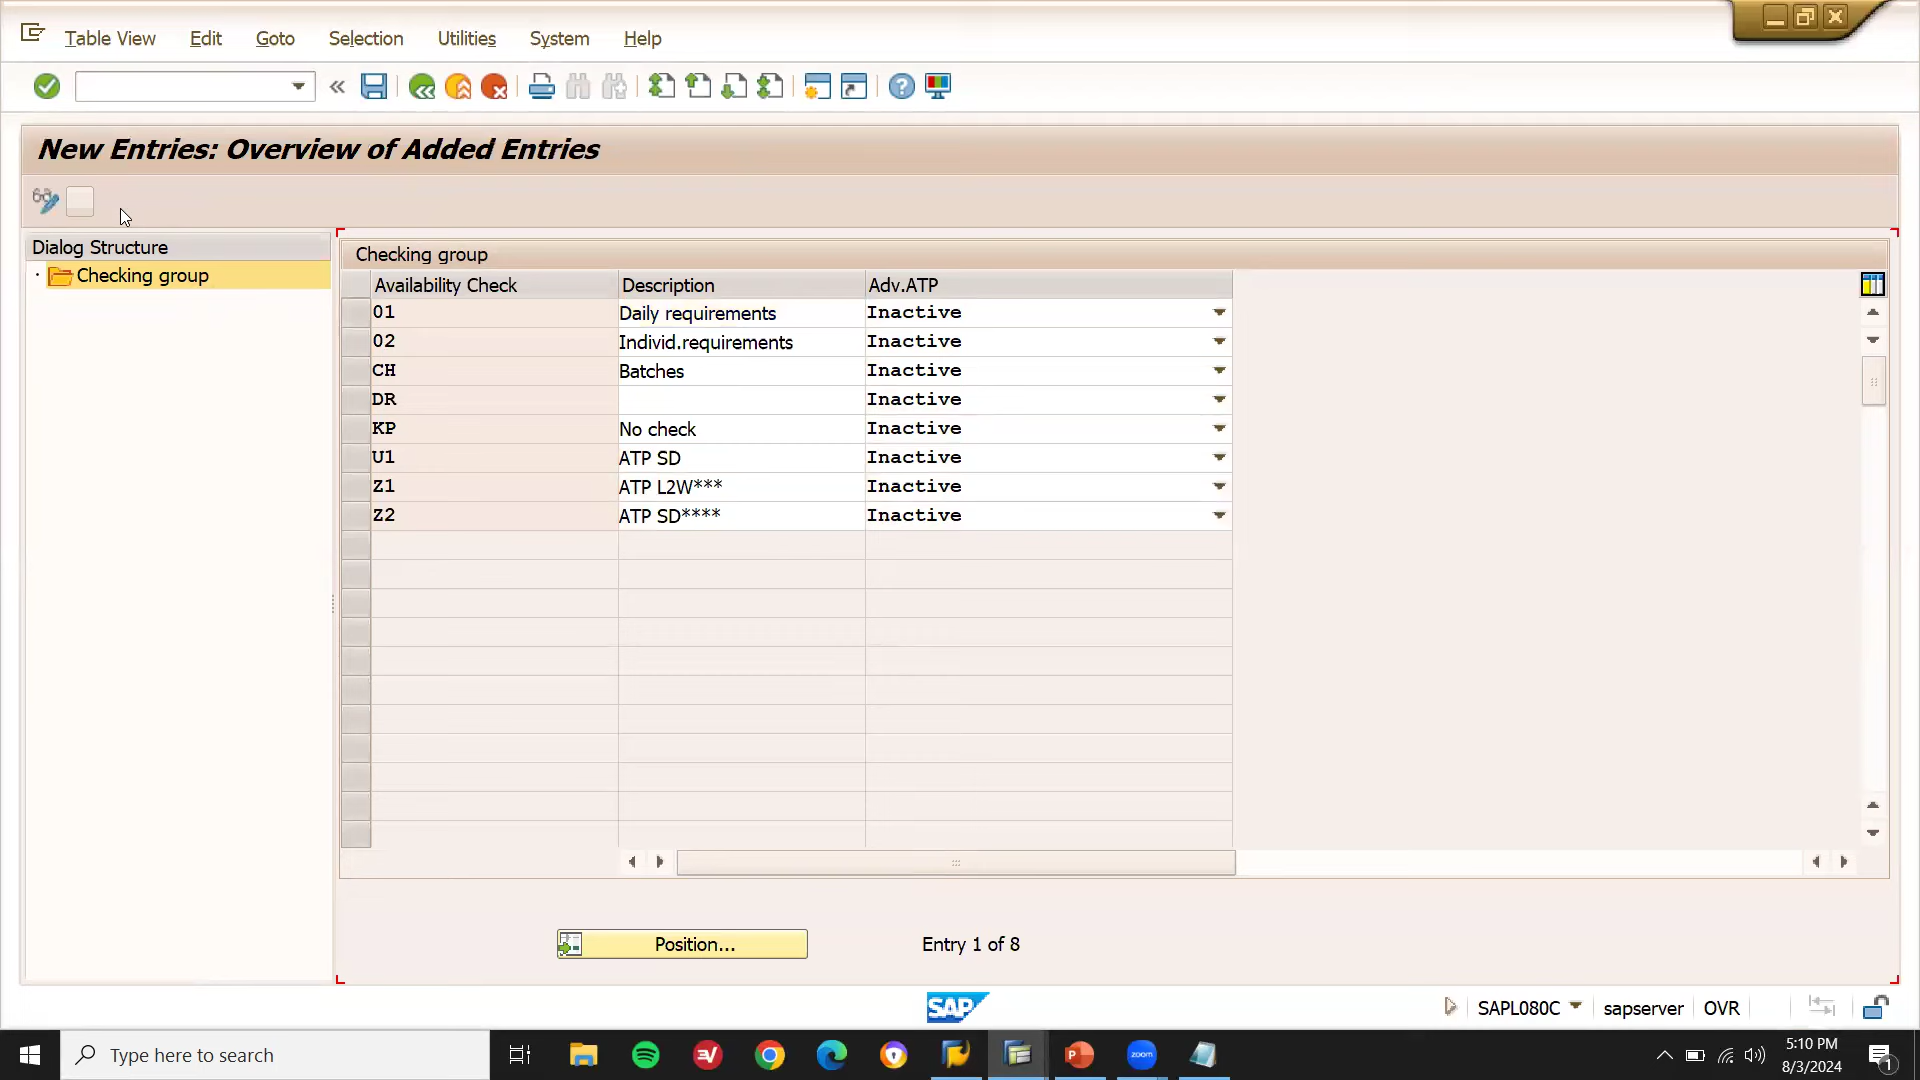 Table View Edit Goto Selection Utilities System Help
New Entries: Overview of Added Entries
Dialog Structure
Checking group
Checking group
Availability Check Description Adv.ATP
01 Daily requirements Inactive
02 Individ.requirements Inactive
CH Batches Inactive
DR Inactive
KP No check Inactive
U1 ATP SD Inactive
Z1 ATP L2W*** Inactive
Z2 ATP SD**** Inactive
Position... Entry 1 of 8
SAP SAPL080C sapserver OVR
Type here to search
zoom
5:10 PM
8/3/2024
1